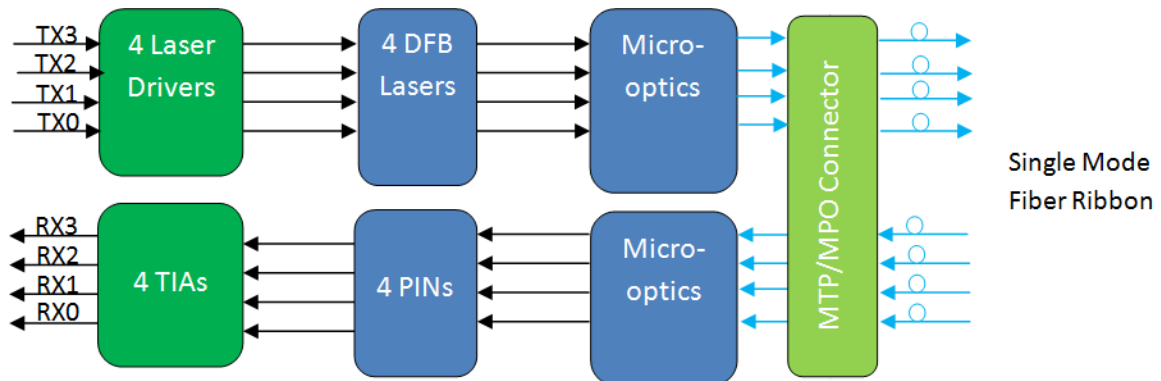 TX3
TX2
TX1
TX0
4 Laser
Drivers
4 DFB
Lasers
Micro-
optics
MTP/MPO Connector
Single Mode
Fiber Ribbon
RX3
RX2
RX1
RX0
4 TIAs
4 PINs
Micro-
optics